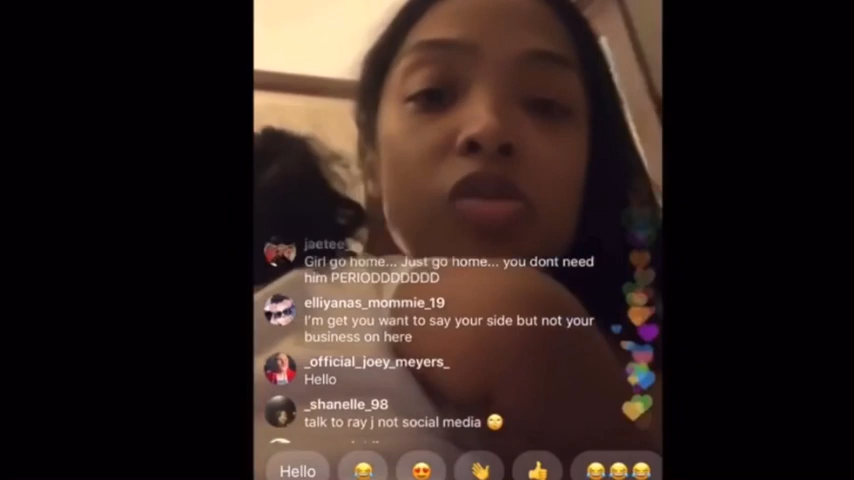 jaetee_
Girl go home... Just go home... you dont need
him PERIODDDDDDD
elliyanas_mommie_19
I'm get you want to say your side but not your
business on here
_official_joey_meyers_
Hello
_shanelle_98
talk to ray j not social media 🙄
Hello 😂 😍 👋 👍 😂😂😂